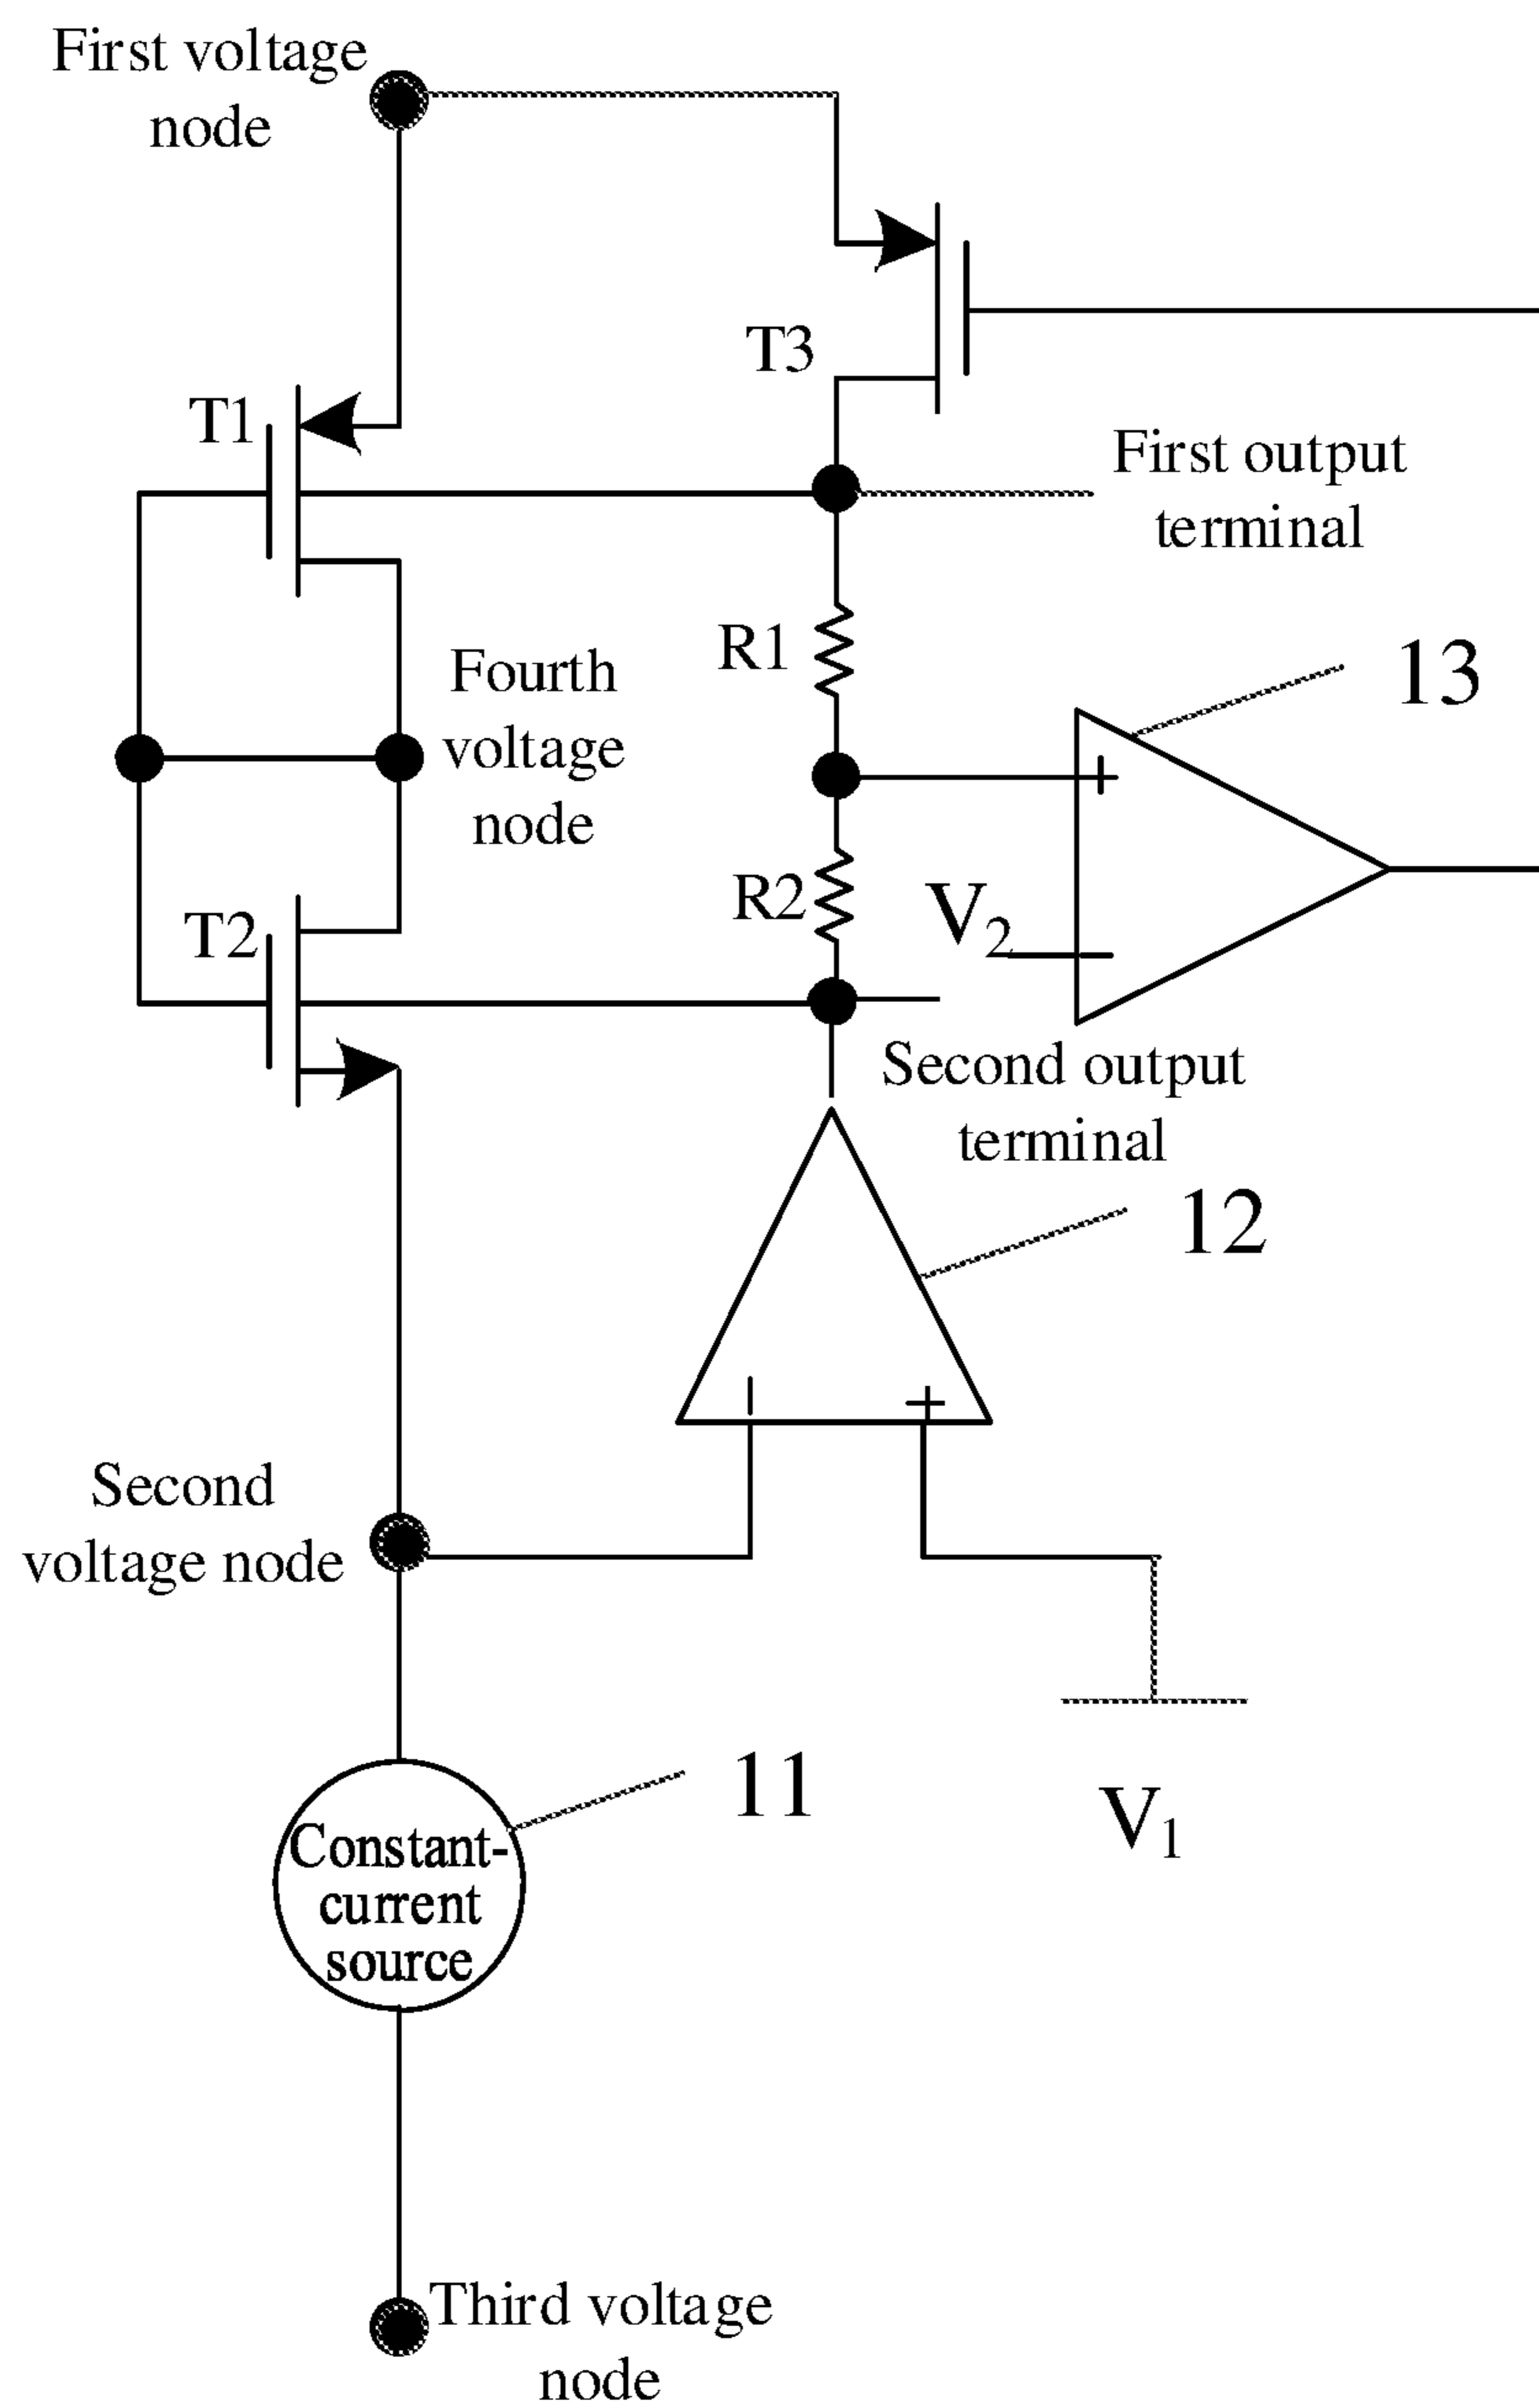 First voltage
node
T3
T1
First output
terminal
R1
Fourth
voltage
node
13
+
R2
V2
T2
−
Second output
terminal
12
− +
Second
voltage node
11
V1
Constant-
current
source
Third voltage
node